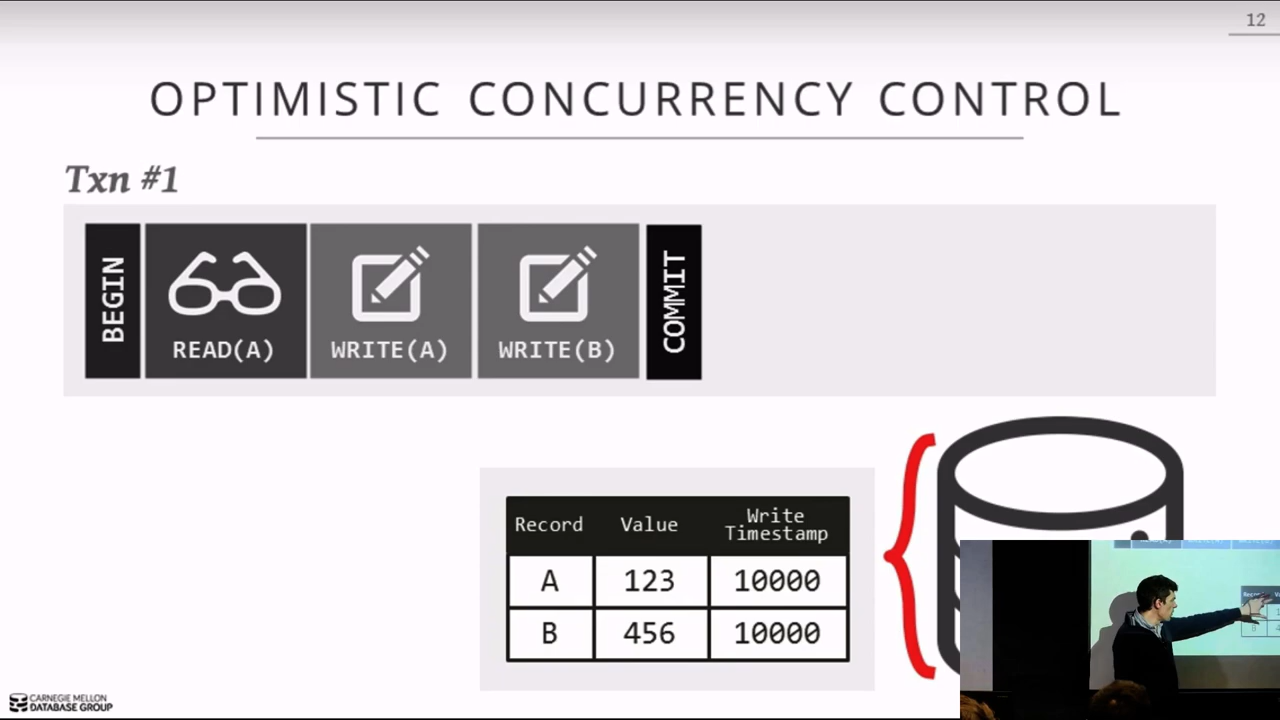 12
OPTIMISTIC CONCURRENCY CONTROL
Txn #1
BEGIN
READ(A)
WRITE(A)
WRITE(B)
COMMIT
Record Value Write Timestamp
A 123 10000
B 456 10000
CARNEGIE MELLON
DATABASE GROUP